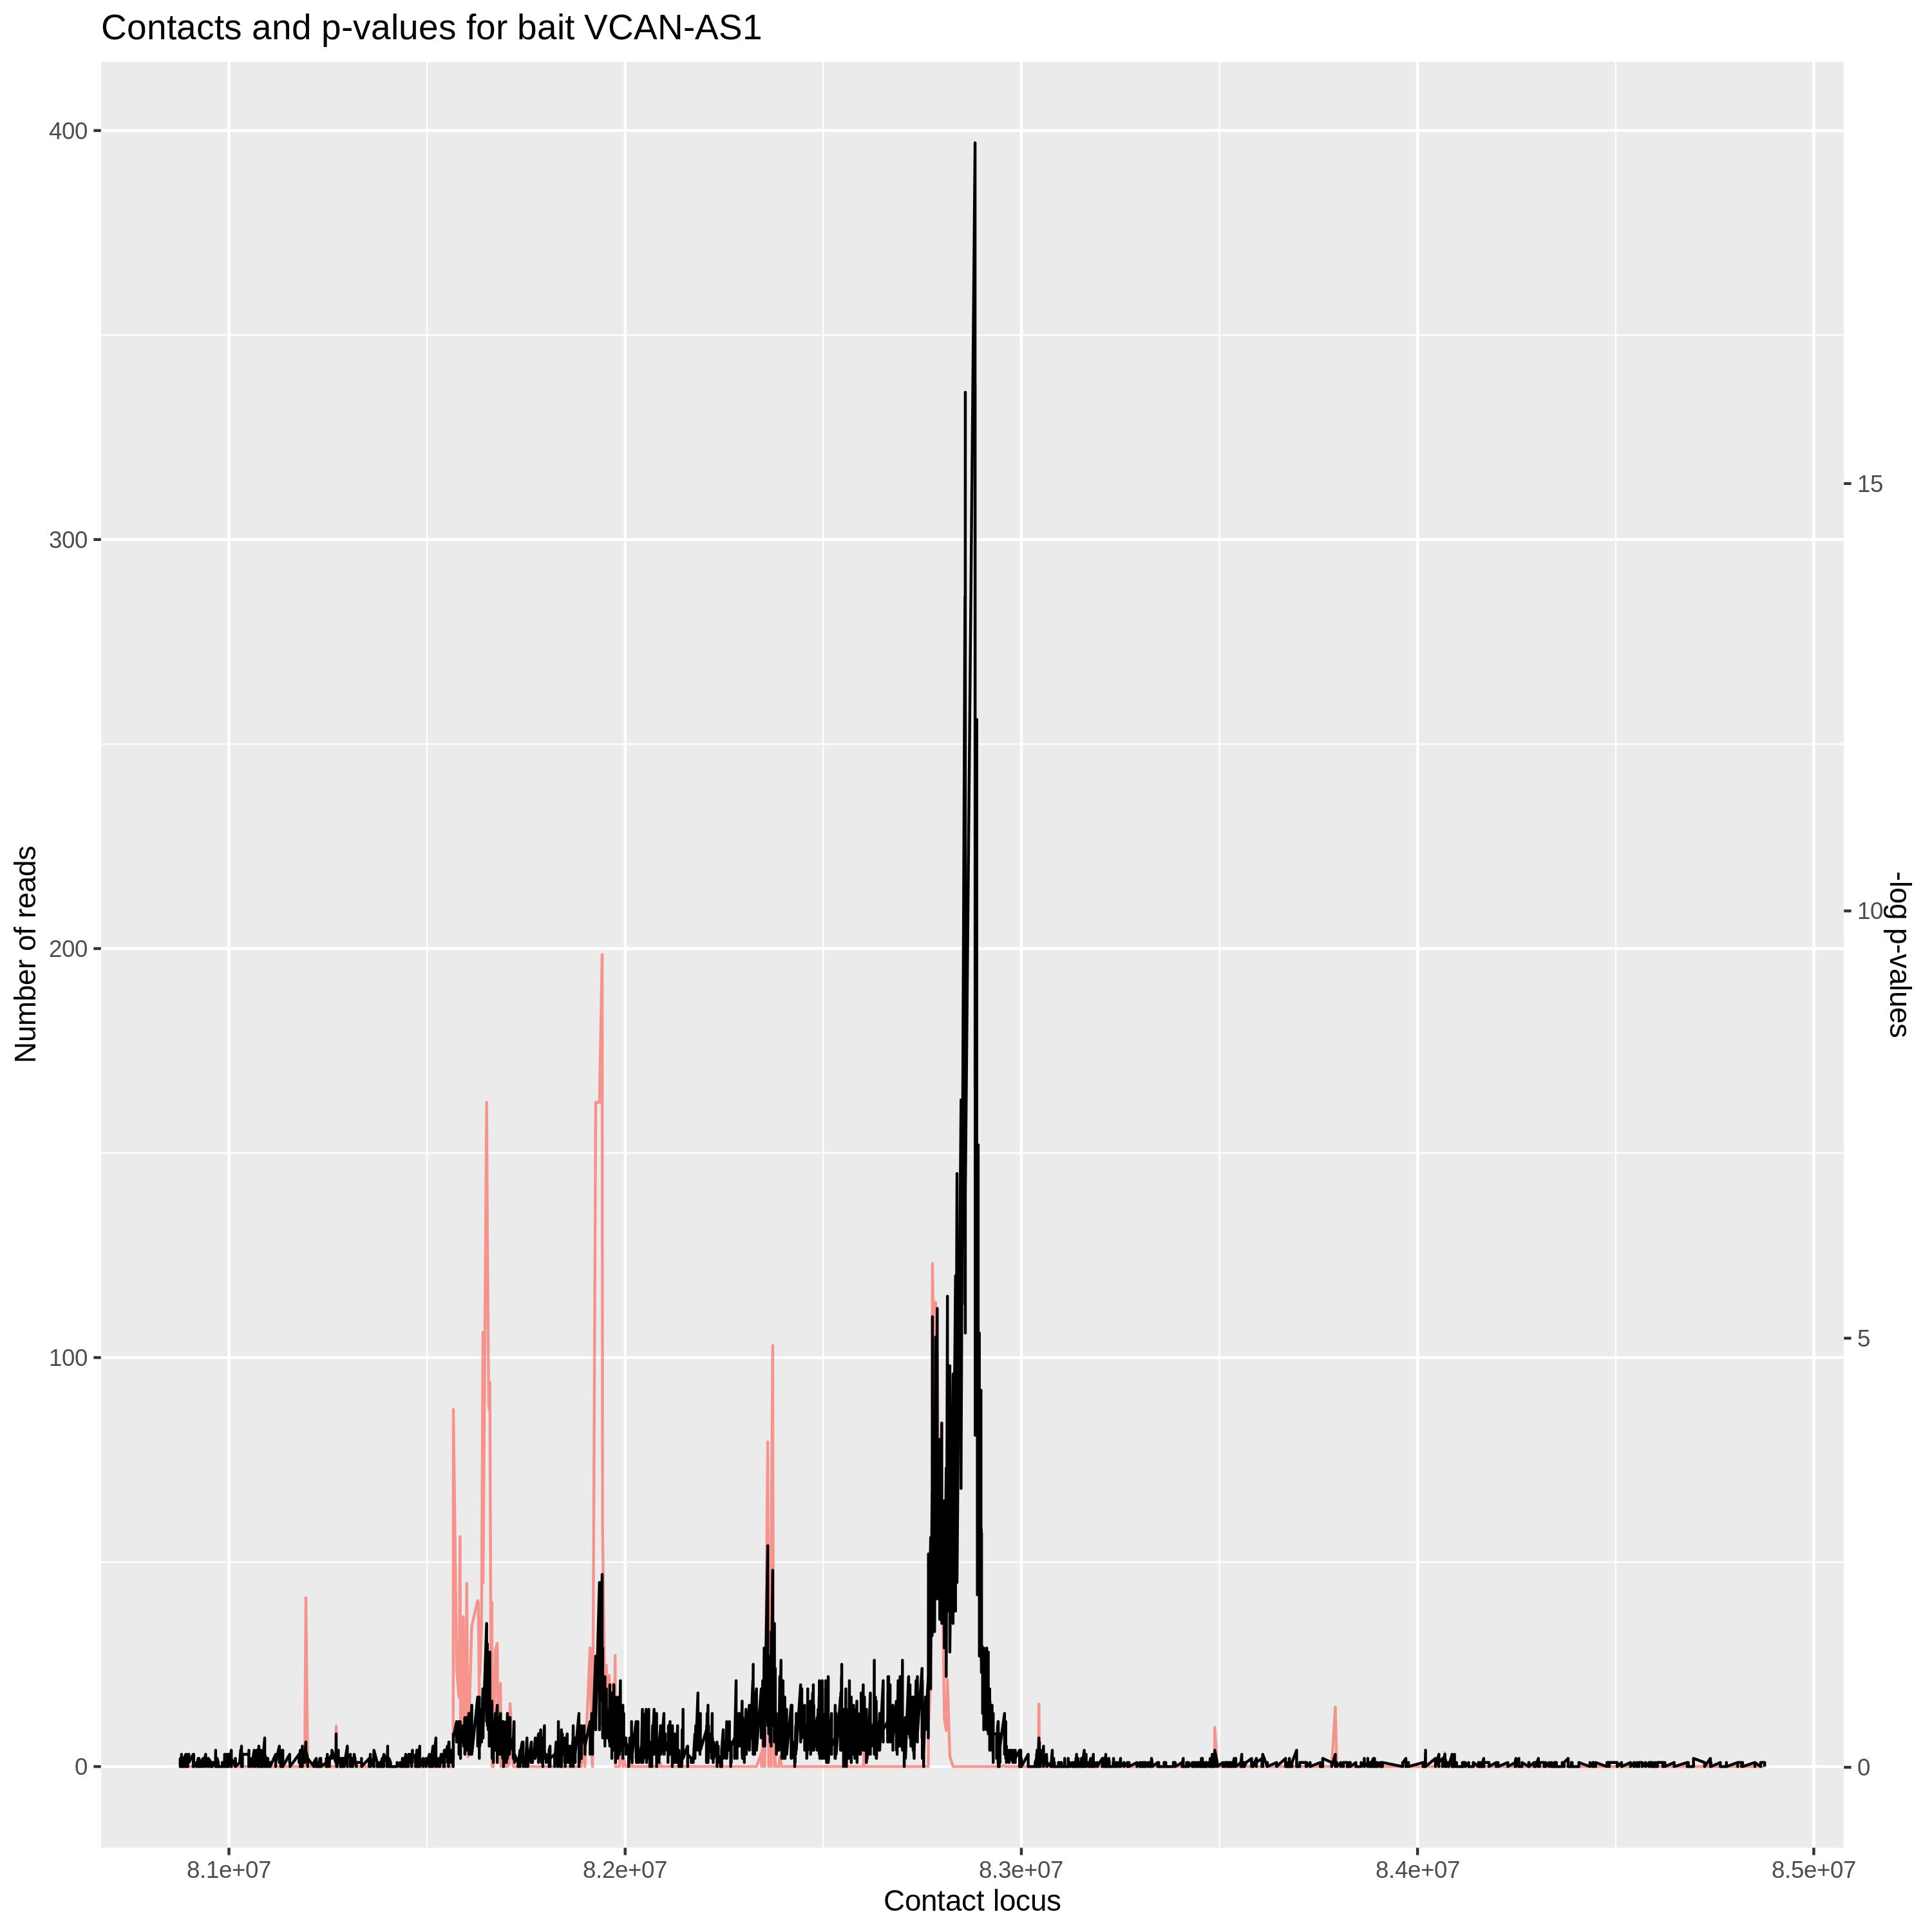 Contacts and p-values for bait VCAN-AS1
400
300
200
100
0
Number of reads
15
10
5
0
-log p-values
8.1e+07
8.2e+07
8.3e+07
8.4e+07
8.5e+07
Contact locus